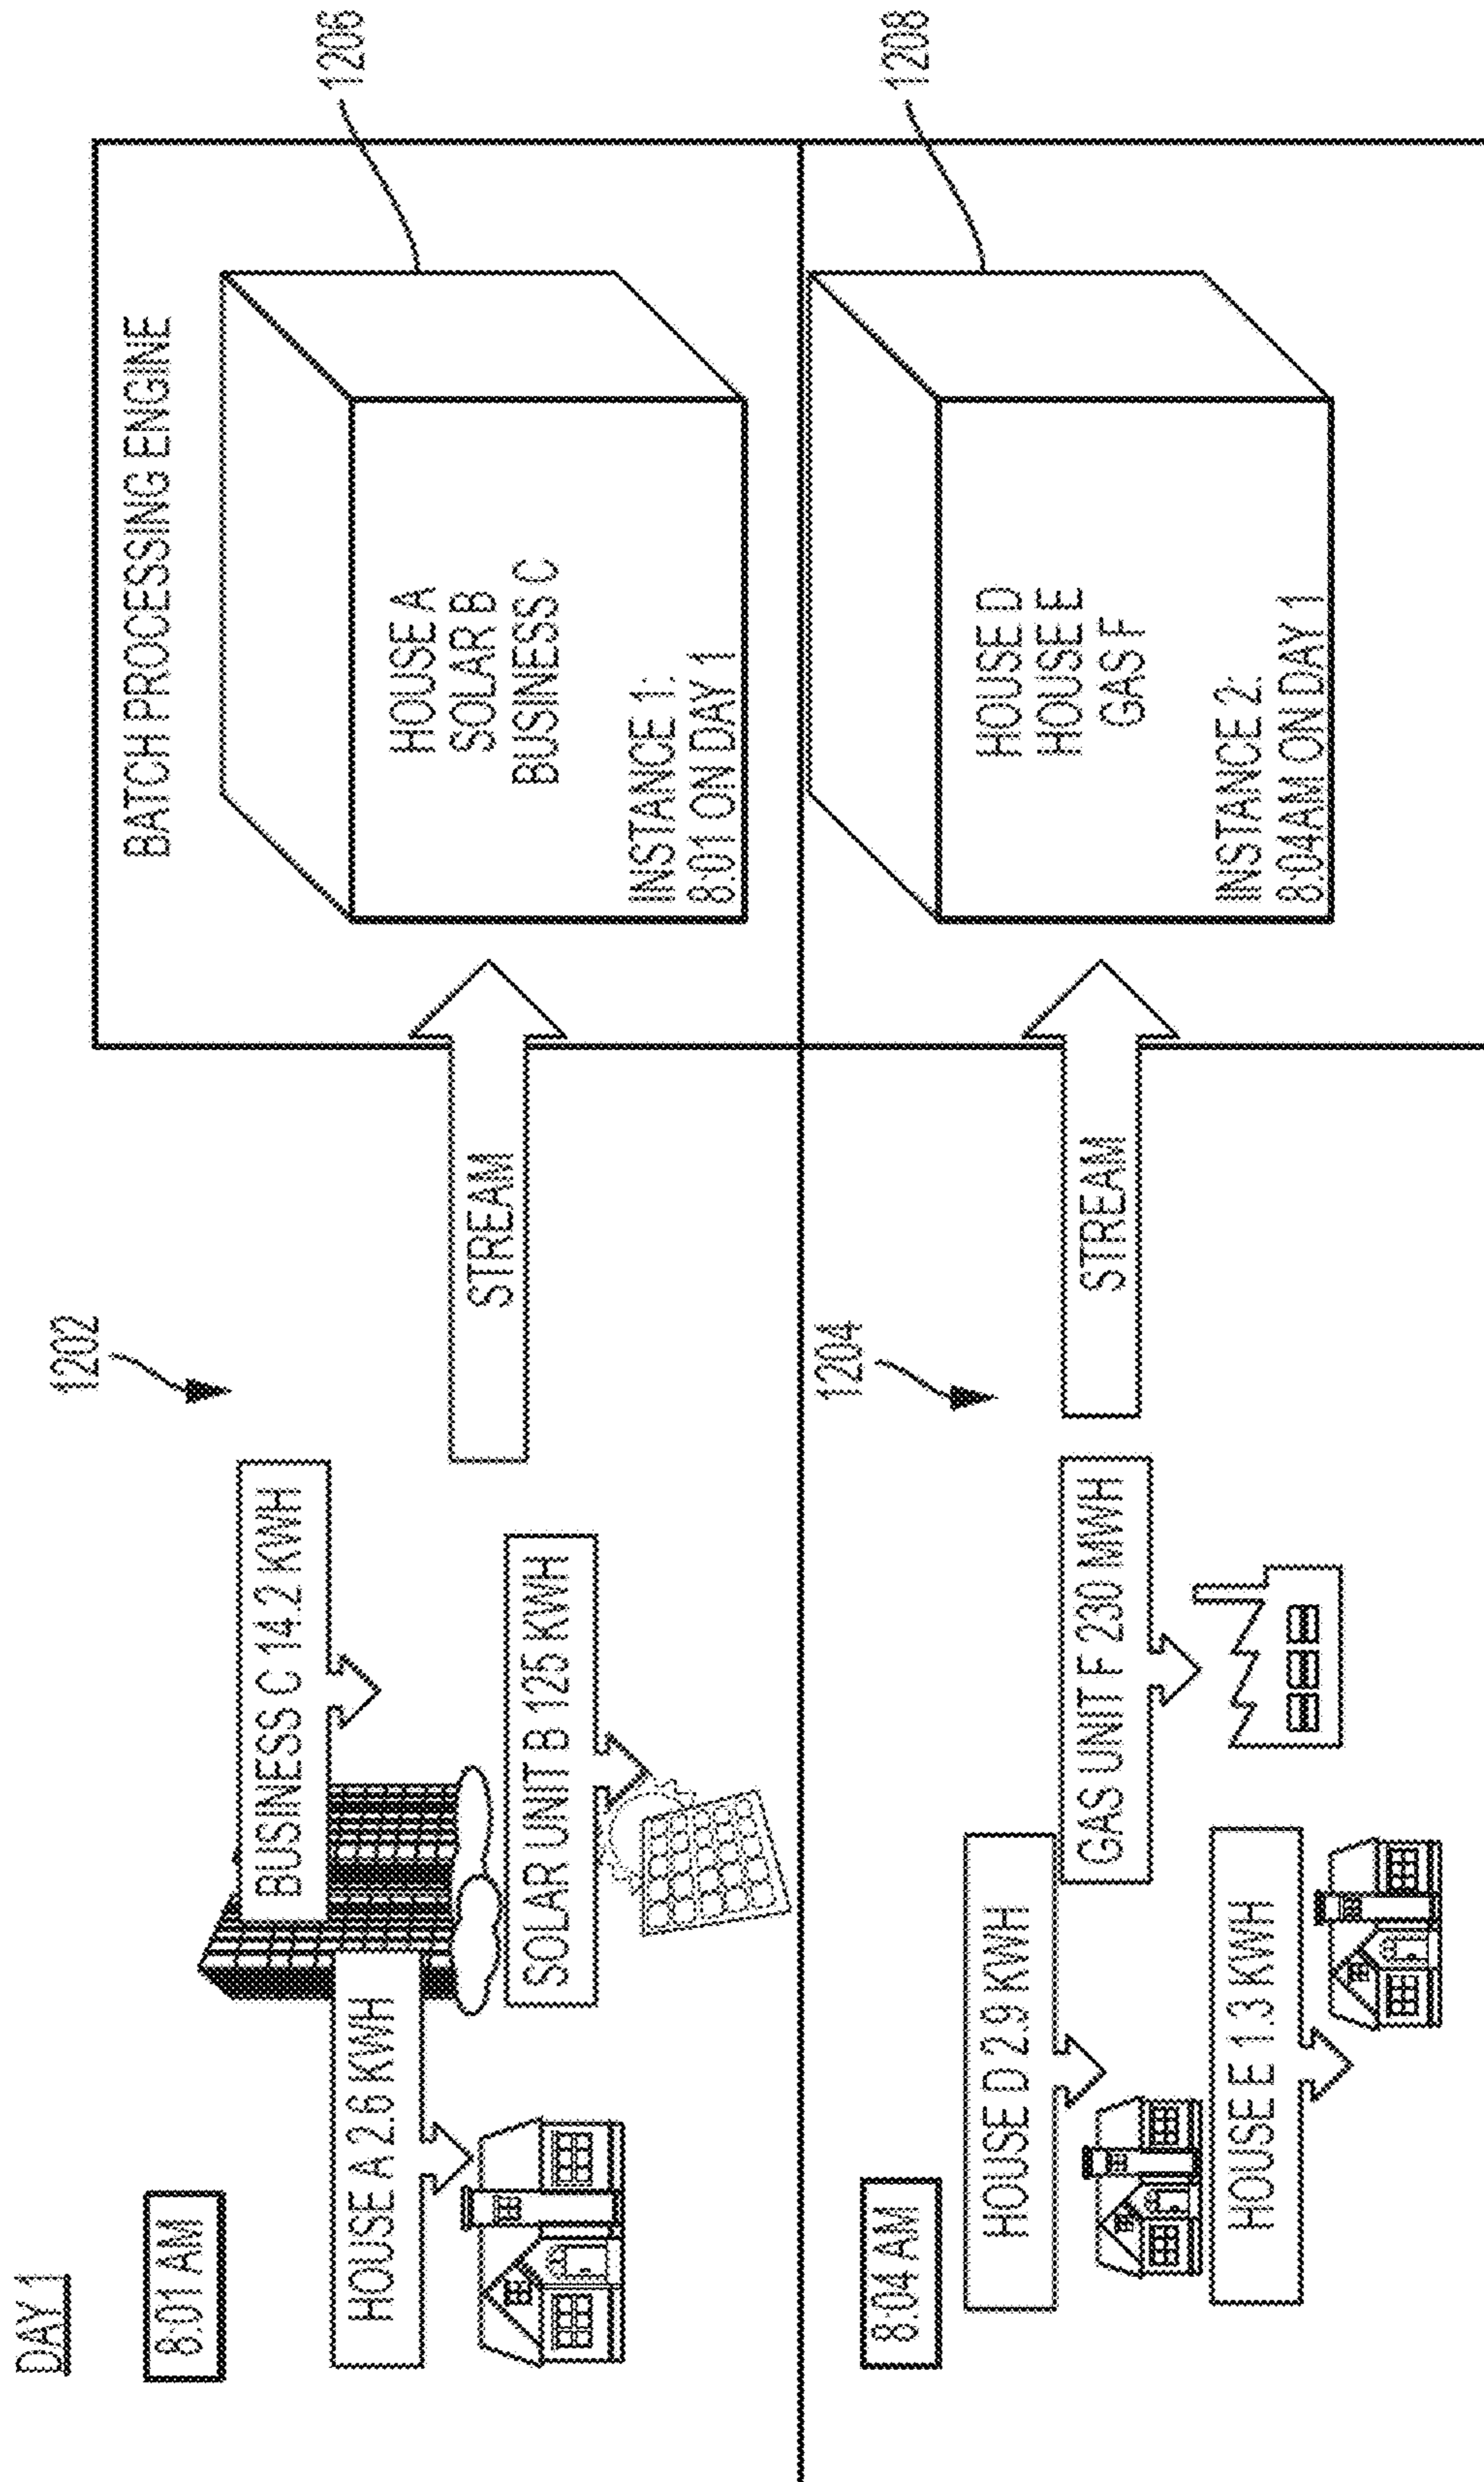 DAY 1
8:01 AM
1202
HOUSE A 2.6 KWH
BUSINESS C 14.2 KWH
SOLAR UNIT B 125 KWH
STREAM
BATCH PROCESSING ENGINE
1206
HOUSE A
SOLAR B
BUSINESS C
INSTANCE 1:
8:01 ON DAY 1
8:04 AM
1204
HOUSE D 2.9 KWH
GAS UNIT F 230 MWH
HOUSE E 1.3 KWH
STREAM
1208
HOUSE D
HOUSE E
GAS F
INSTANCE 2:
8:04AM ON DAY 1